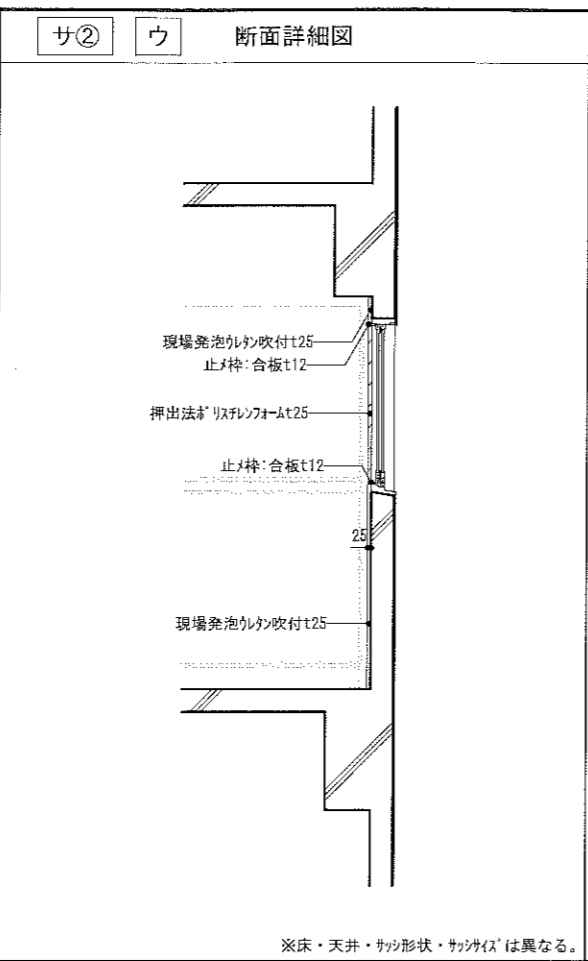 サ② ウ 断面詳細図
現場発泡ウレタン吹付t25
止メ枠:合板t12
押出法ポリスチレンフォームt25
止メ枠:合板t12
25
現場発泡ウレタン吹付t25
※床・天井・サッシ形状・サッシサイズは異なる。